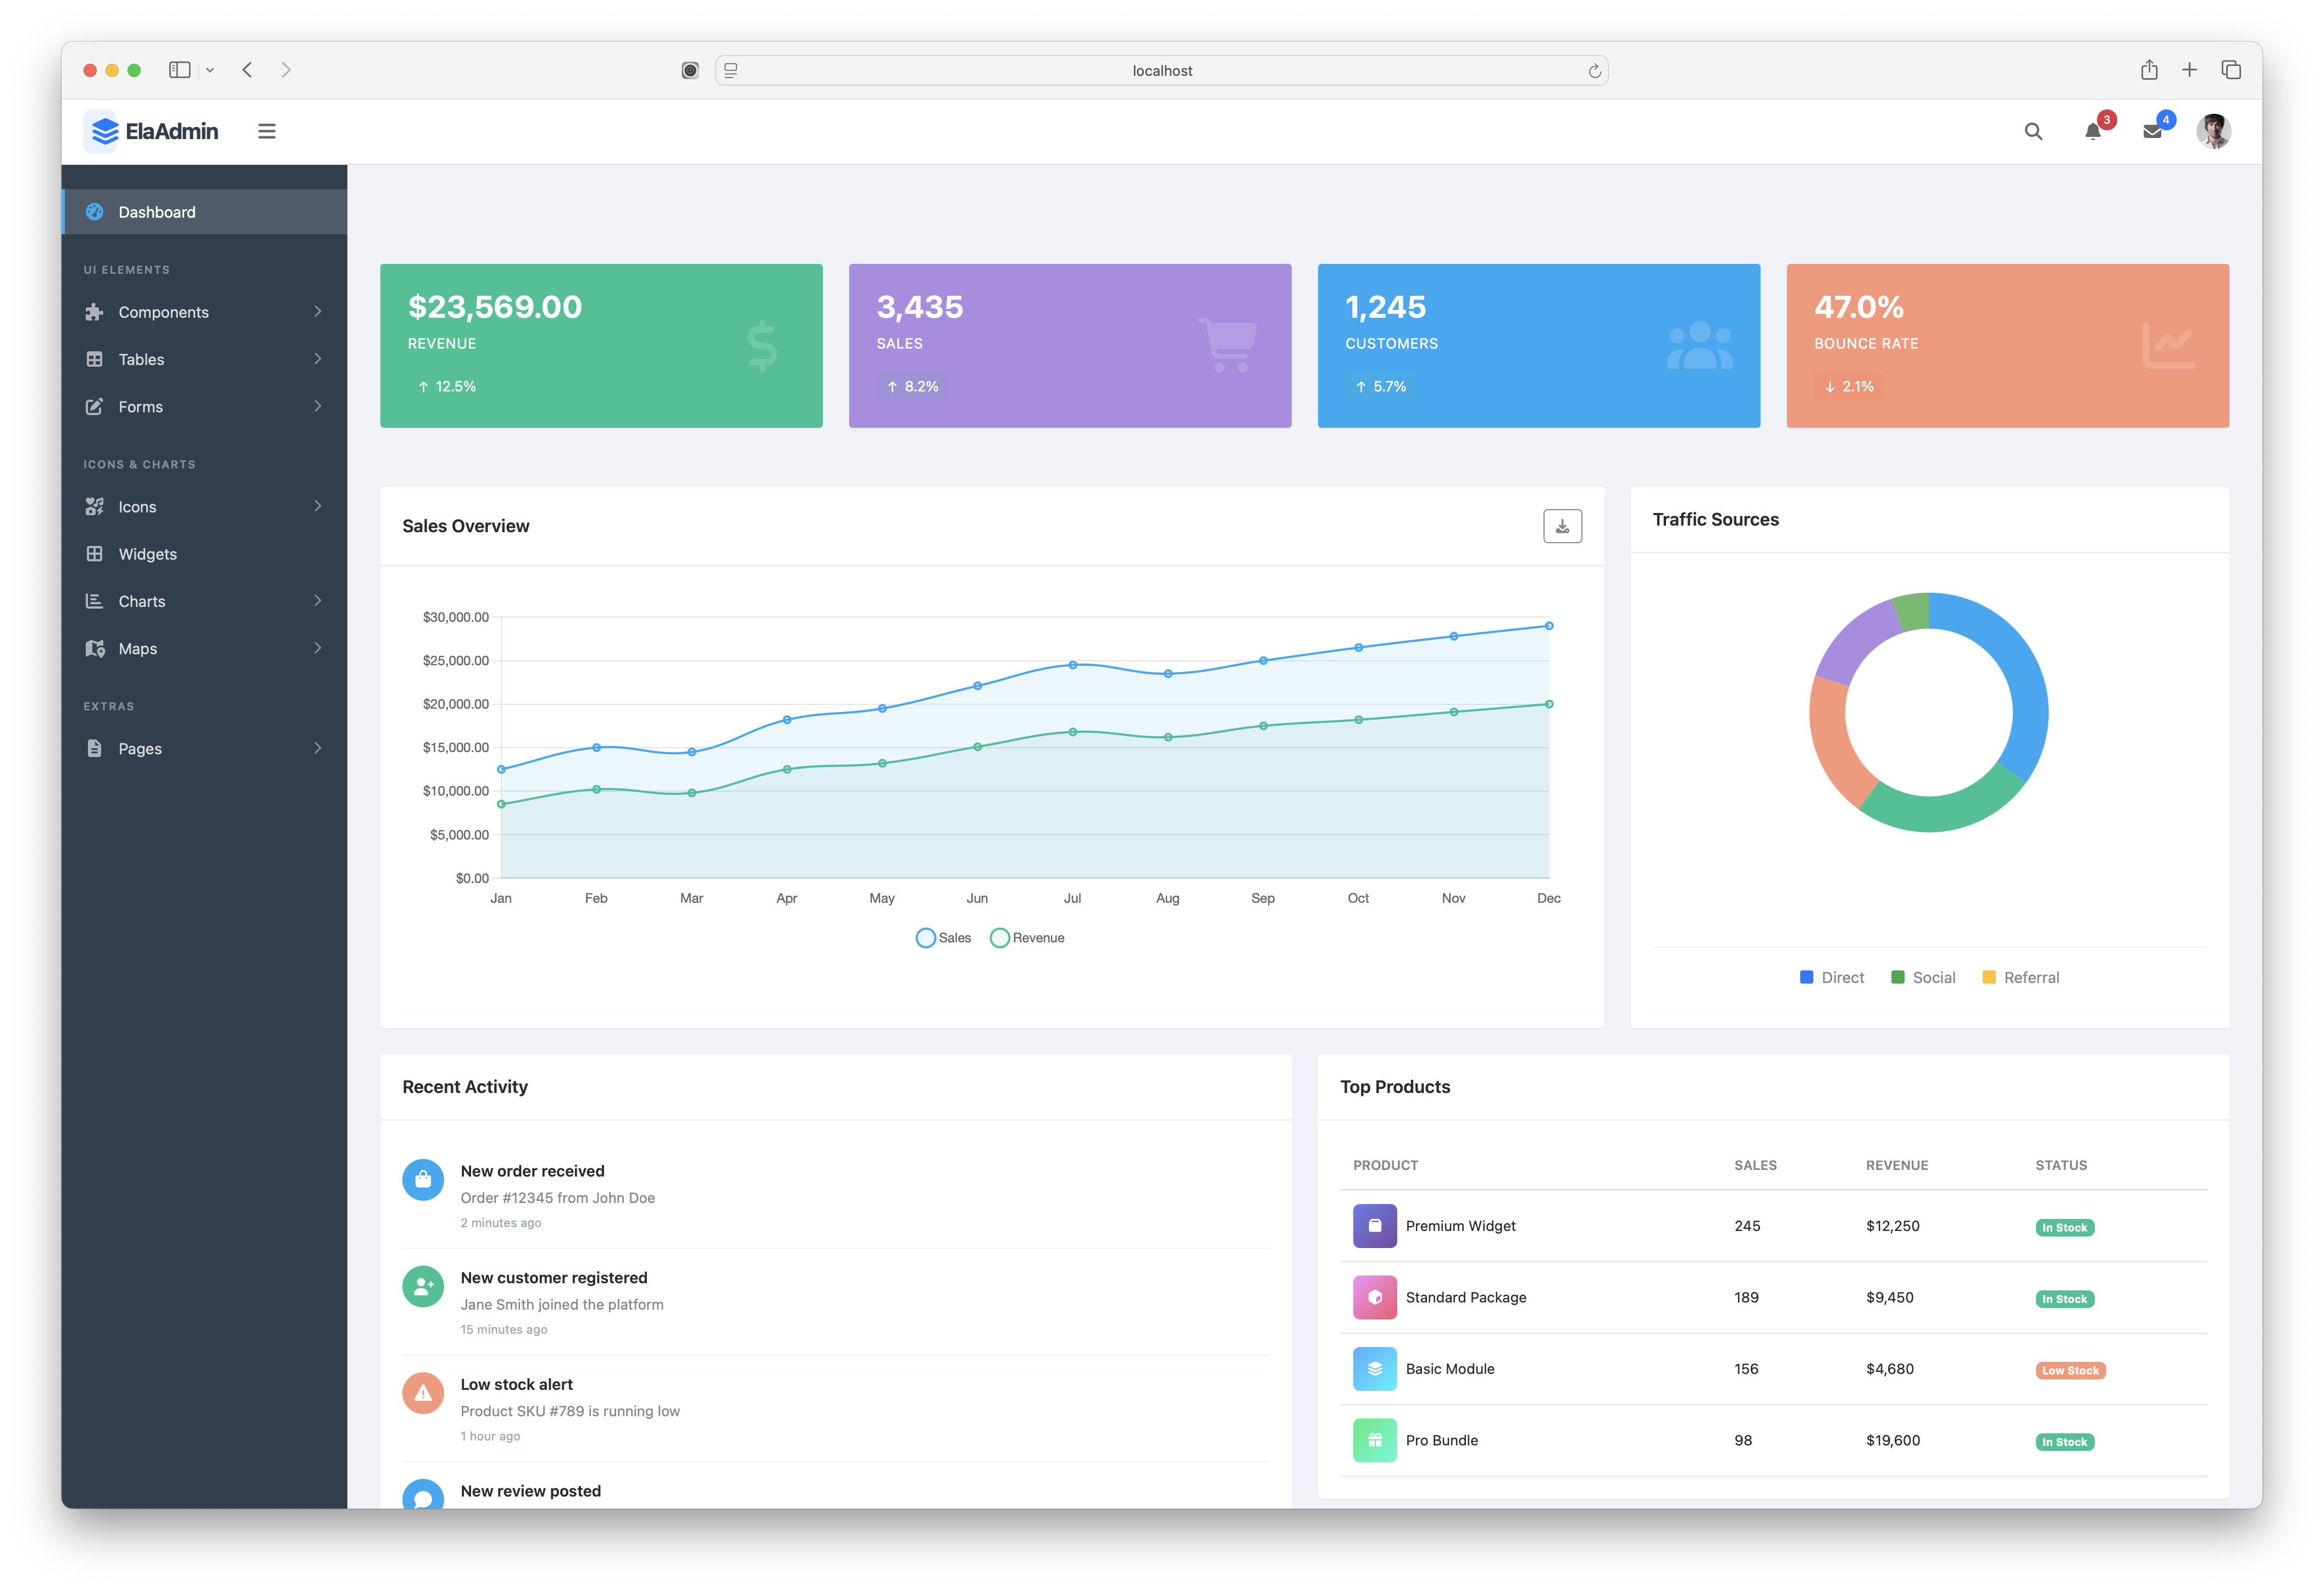 localhost
ElaAdmin
3
4
Dashboard
UI ELEMENTS
Components
Tables
Forms
ICONS & CHARTS
Icons
Widgets
Charts
Maps
EXTRAS
Pages
$23,569.00
REVENUE
↑ 12.5%
3,435
SALES
↑ 8.2%
1,245
CUSTOMERS
↑ 5.7%
47.0%
BOUNCE RATE
↓ 2.1%
Sales Overview
$30,000.00
$25,000.00
$20,000.00
$15,000.00
$10,000.00
$5,000.00
$0.00
Jan Feb Mar Apr May Jun Jul Aug Sep Oct Nov Dec
Sales Revenue
Traffic Sources
Direct Social Referral
Recent Activity
New order received
Order #12345 from John Doe
2 minutes ago
New customer registered
Jane Smith joined the platform
15 minutes ago
Low stock alert
Product SKU #789 is running low
1 hour ago
New review posted
Top Products
PRODUCT SALES REVENUE STATUS
Premium Widget 245 $12,250 In Stock
Standard Package 189 $9,450 In Stock
Basic Module 156 $4,680 Low Stock
Pro Bundle 98 $19,600 In Stock